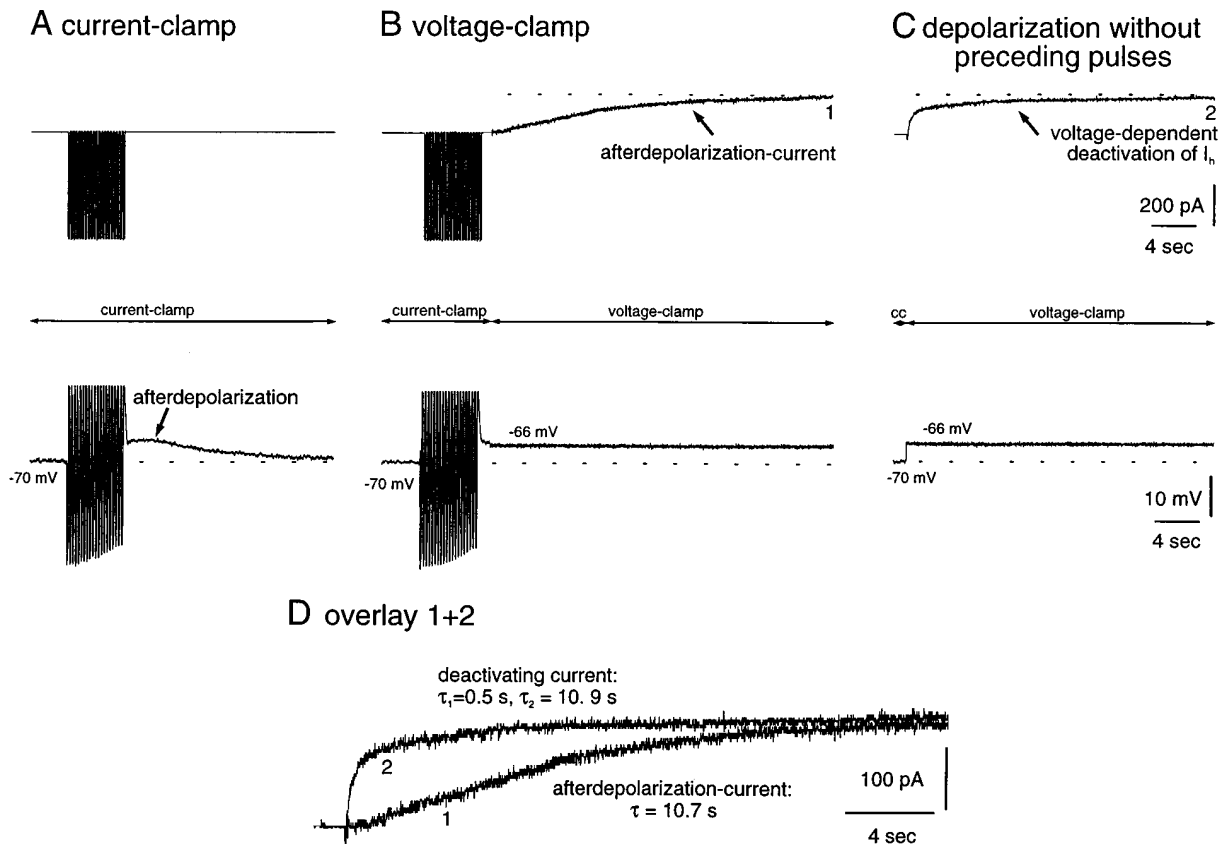 A current-clamp
B voltage-clamp
C depolarization without
preceding pulses
1
afterdepolarization-current
2
voltage-dependent
deactivation of Iₕ
200 pA
4 sec
current-clamp
current-clamp
voltage-clamp
cc
voltage-clamp
afterdepolarization
-70 mV
-66 mV
-70 mV
-66 mV
-70 mV
10 mV
4 sec
D overlay 1+2
deactivating current:
τ₁=0.5 s, τ₂ = 10. 9 s
2
1
afterdepolarization-current:
τ = 10.7 s
100 pA
4 sec